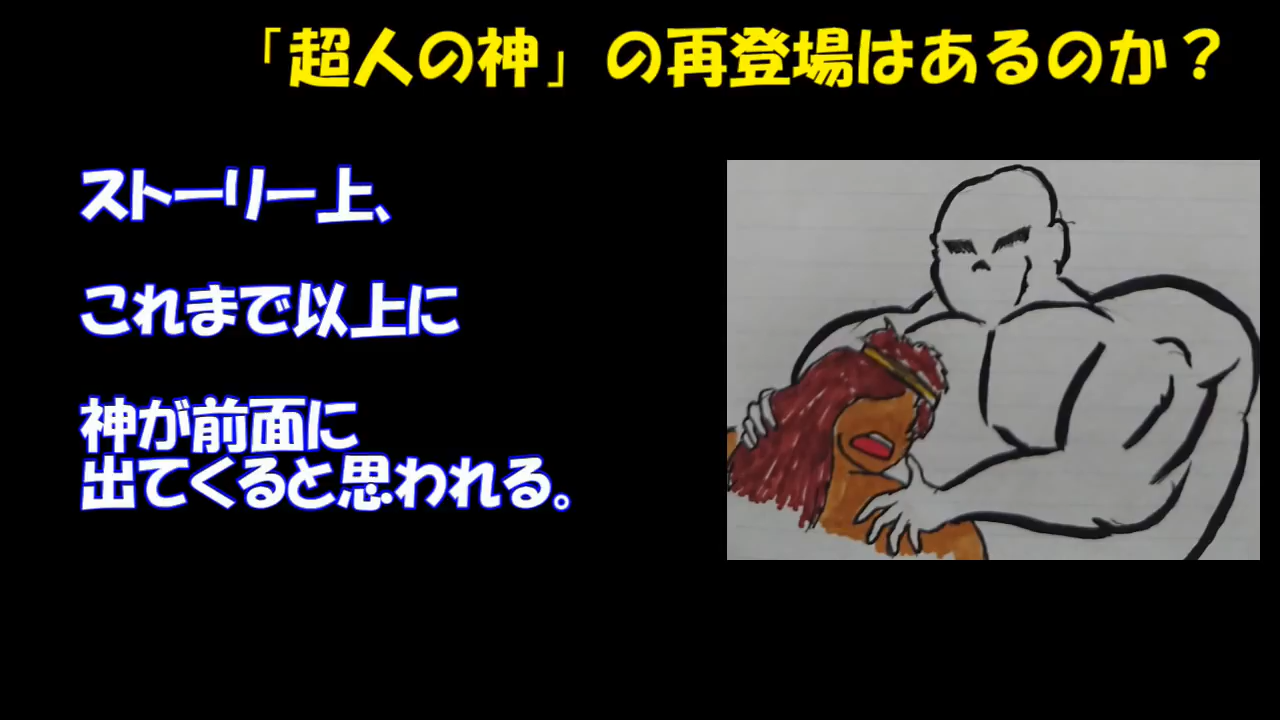 「超人の神」の再登場はあるのか？
ストーリー上、
これまで以上に
神が前面に
出てくると思われる。